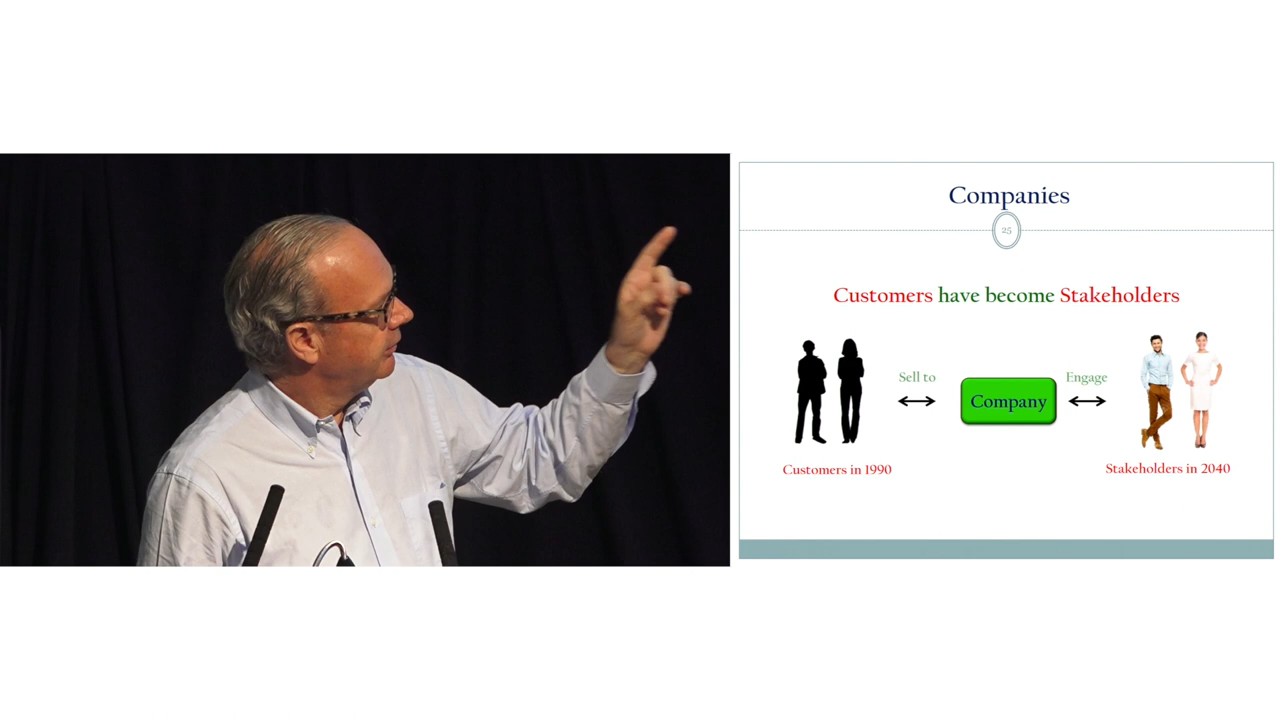 Companies
25
Customers have become Stakeholders
Sell to
Company
Engage
Customers in 1990
Stakeholders in 2040